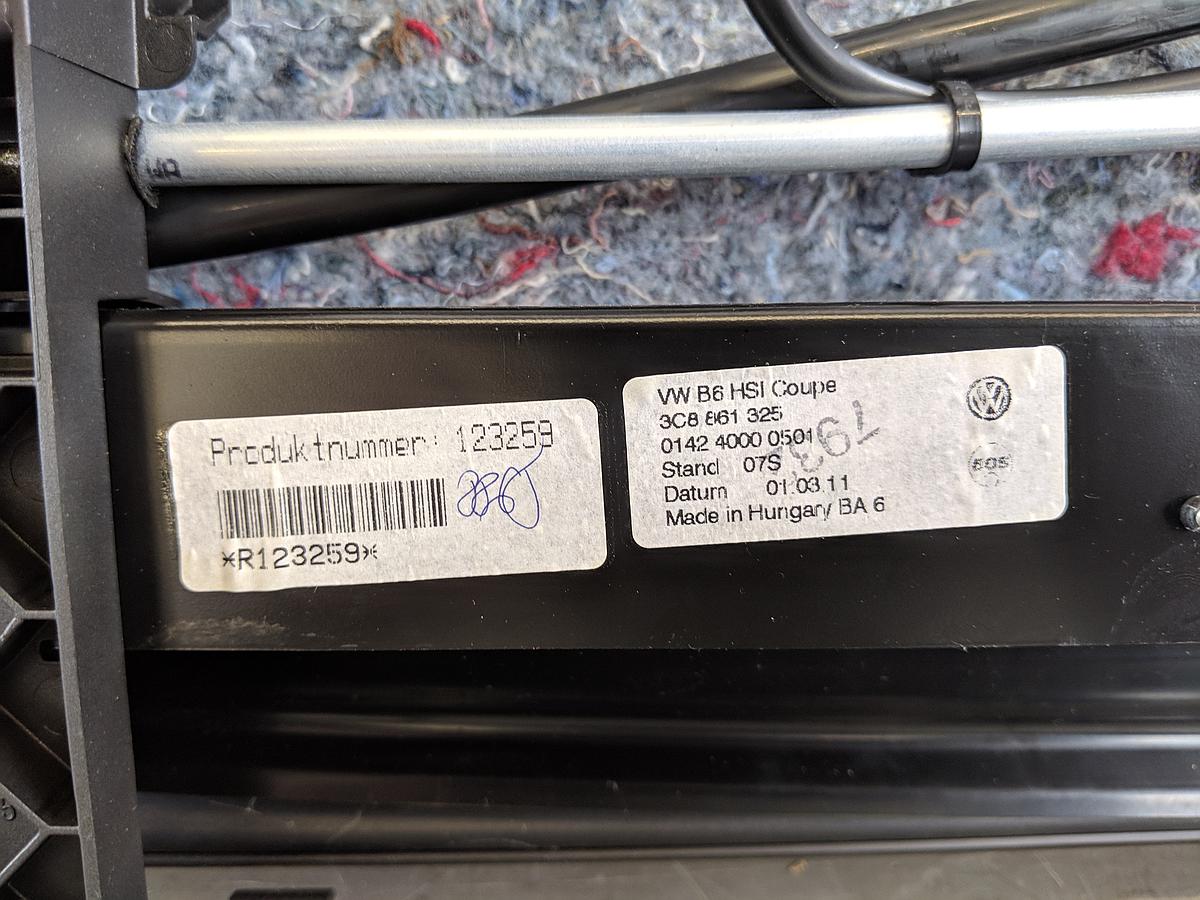 Produktnummer: 123259
*R123259*
VW B6 HSI Coupe
3C8 861 325
0142 4000 0501
Stand 07S
Datum 01.03.11
Made in Hungary BA 6